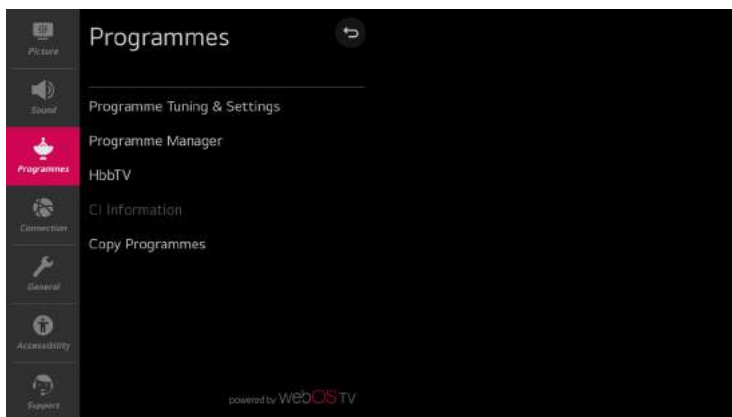 Picture
Sound
Programmes
Connection
General
Accessibility
Support
Programmes
Programme Tuning & Settings
Programme Manager
HbbTV
CI Information
Copy Programmes
powered by webOS TV